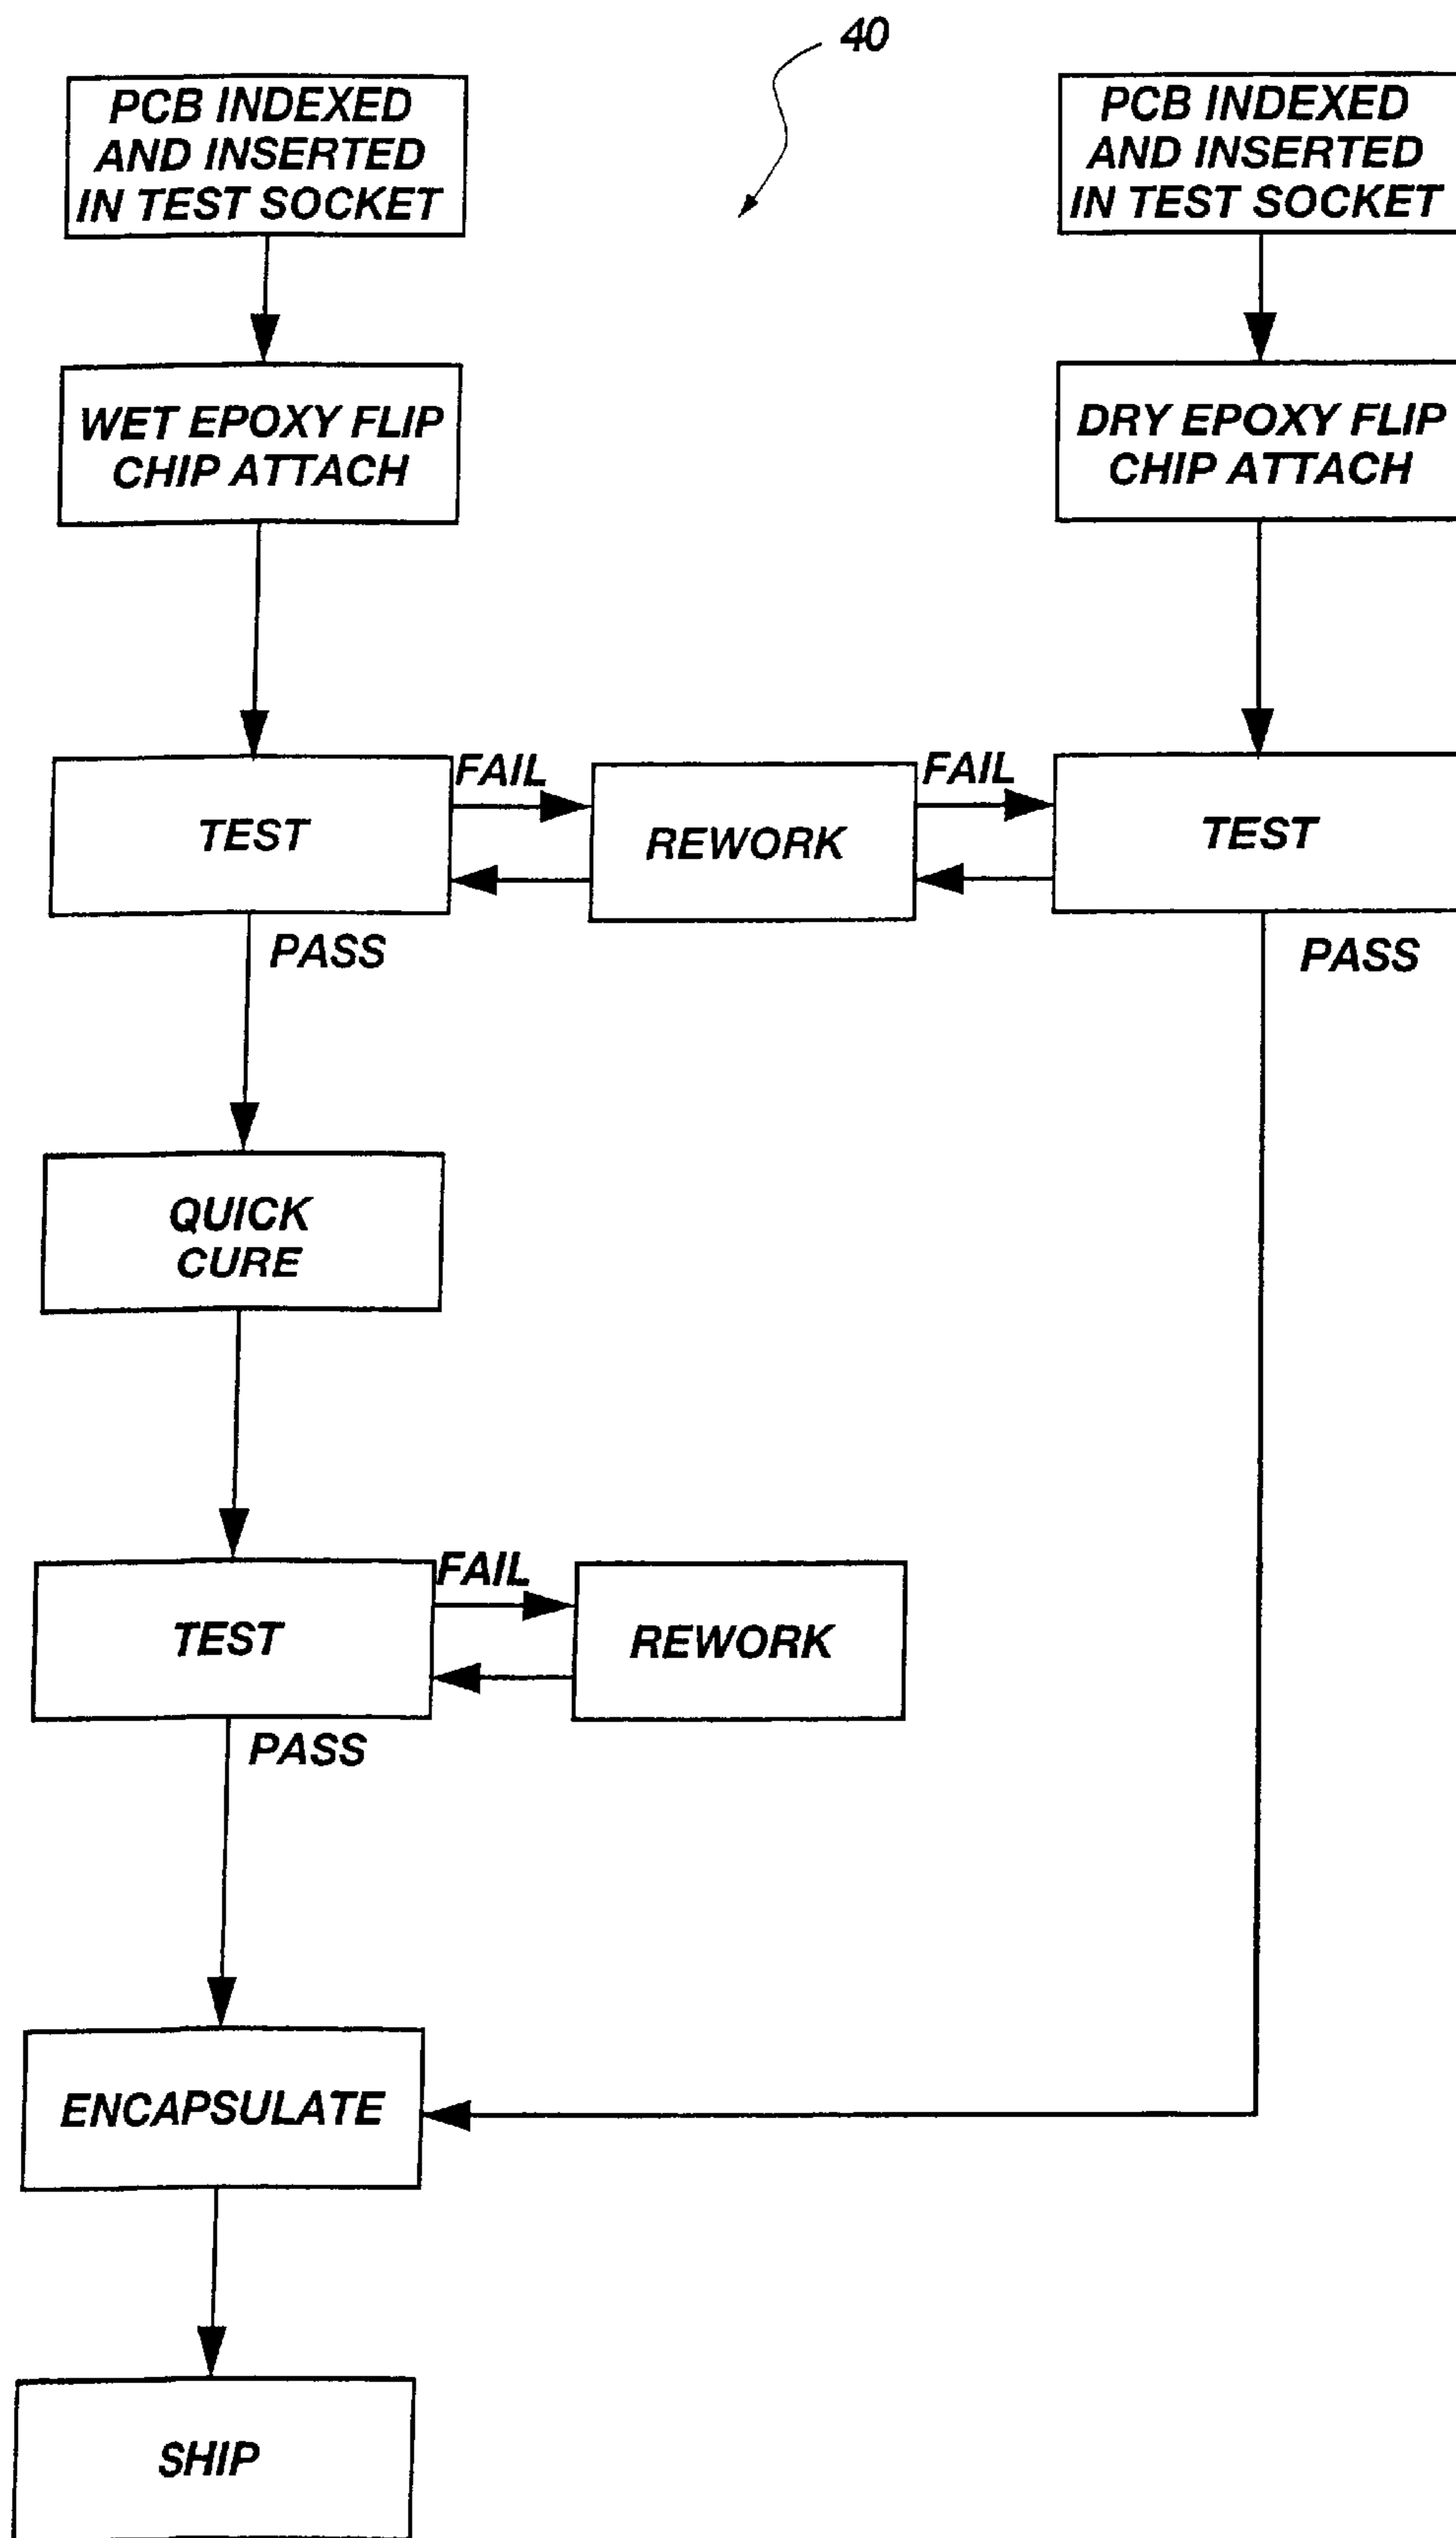 40
PCB INDEXED
AND INSERTED
IN TEST SOCKET
PCB INDEXED
AND INSERTED
IN TEST SOCKET
WET EPOXY FLIP
CHIP ATTACH
DRY EPOXY FLIP
CHIP ATTACH
TEST
FAIL
REWORK
FAIL
TEST
PASS
PASS
QUICK
CURE
TEST
FAIL
REWORK
PASS
ENCAPSULATE
SHIP